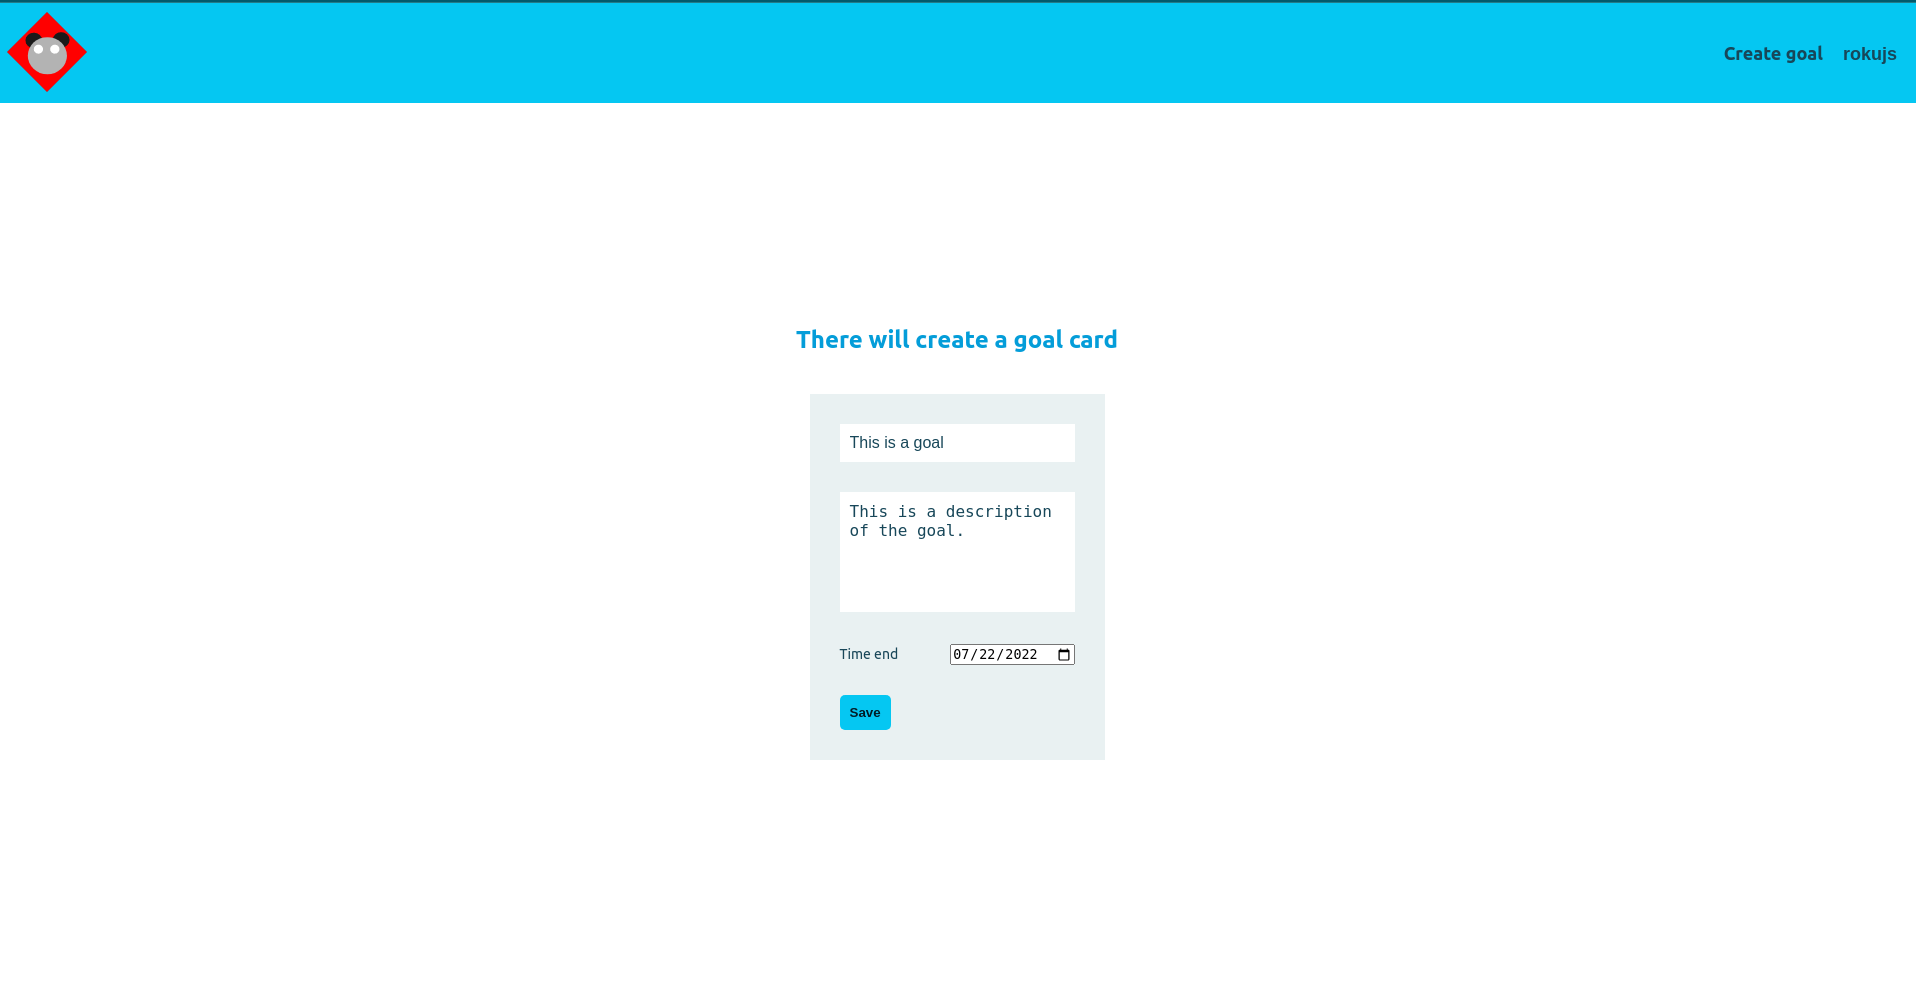 Create goal
rokujs
There will create a goal card
This is a goal
This is a description
of the goal.
Time end
07/22/2022
Save